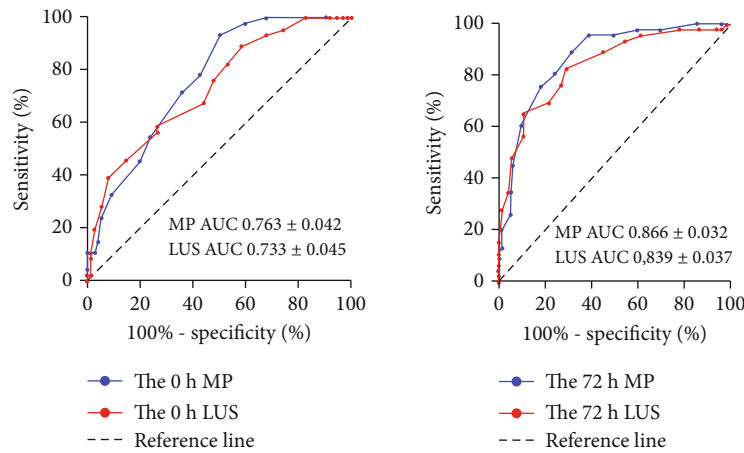 100
80
60
40
20
0
Sensitivity (%)
MP AUC 0.763 ± 0.042
LUS AUC 0.733 ± 0.045
0 20 40 60 80 100
100% - specificity (%)
The 0 h MP
The 0 h LUS
Reference line
100
80
60
40
20
0
Sensitivity (%)
MP AUC 0.866 ± 0.032
LUS AUC 0,839 ± 0.037
0 20 40 60 80 100
100% - specificity (%)
The 72 h MP
The 72 h LUS
Reference line